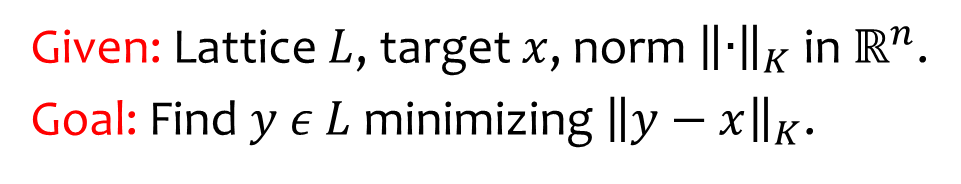 Given: Lattice 𝐿, target 𝑥, norm ‖·‖_𝐾 in ℝⁿ.
Goal: Find 𝑦 ϵ 𝐿 minimizing ‖𝑦 − 𝑥‖_𝐾.